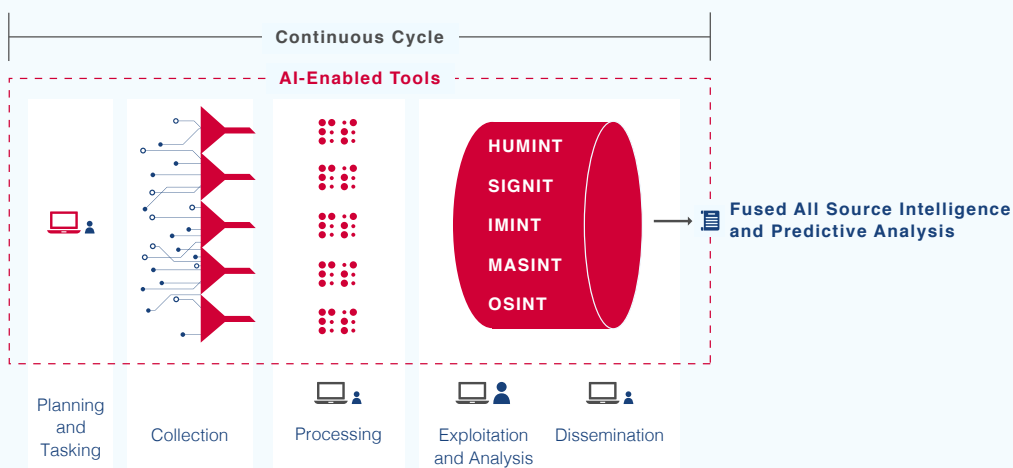 Continuous Cycle
AI-Enabled Tools
HUMINT
SIGNIT
IMINT
MASINT
OSINT
Fused All Source Intelligence
and Predictive Analysis
Planning
and
Tasking
Collection
Processing
Exploitation
and Analysis
Dissemination